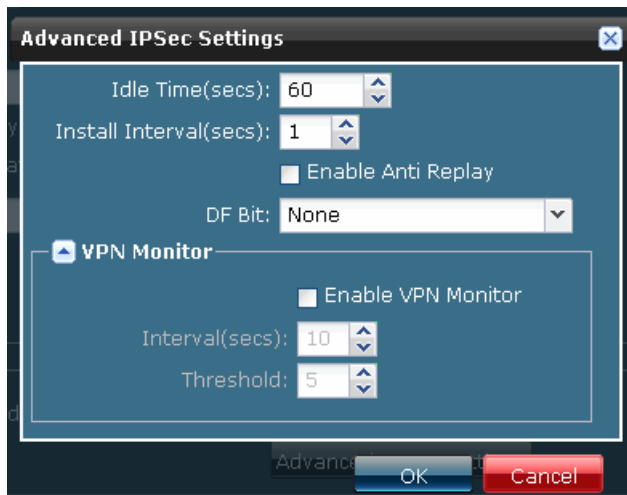 Advanced IPSec Settings
Idle Time(secs): 60
Install Interval(secs): 1
Enable Anti Replay
DF Bit: None
VPN Monitor
Enable VPN Monitor
Interval(secs): 10
Threshold: 5
Advance
OK
Cancel